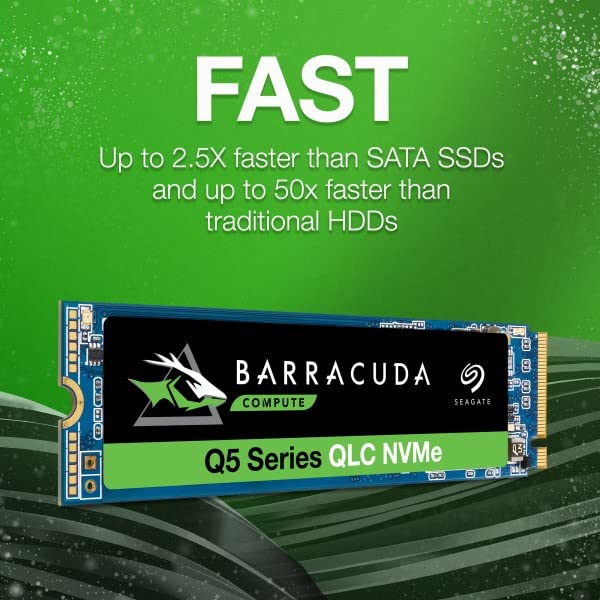 FAST
Up to 2.5X faster than SATA SSDs
and up to 50x faster than
traditional HDDs
BARRACUDA
COMPUTE
SEAGATE
Q5 Series QLC NVMe